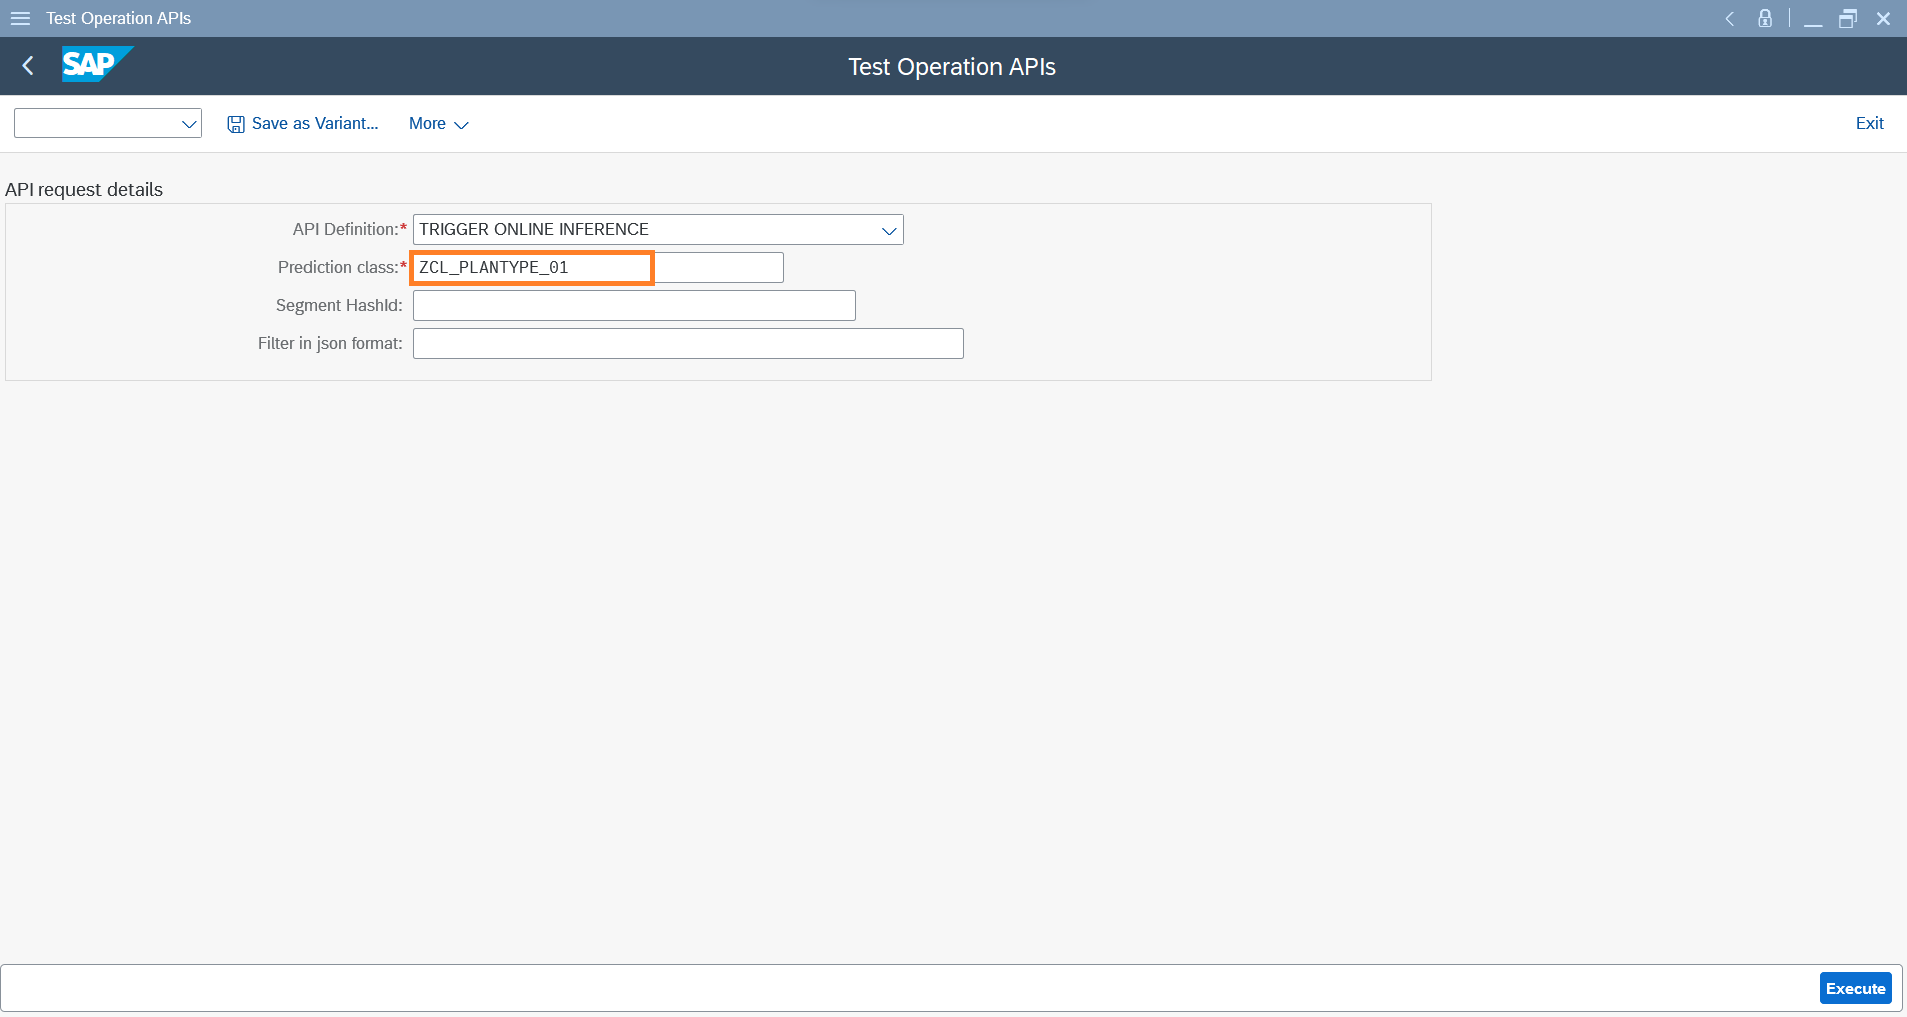 Test Operation APIs
SAP
Test Operation APIs
Save as Variant... More Exit
API request details
API Definition:* TRIGGER ONLINE INFERENCE
Prediction class:* ZCL_PLANTYPE_01
Segment HashId:
Filter in json format:
Execute